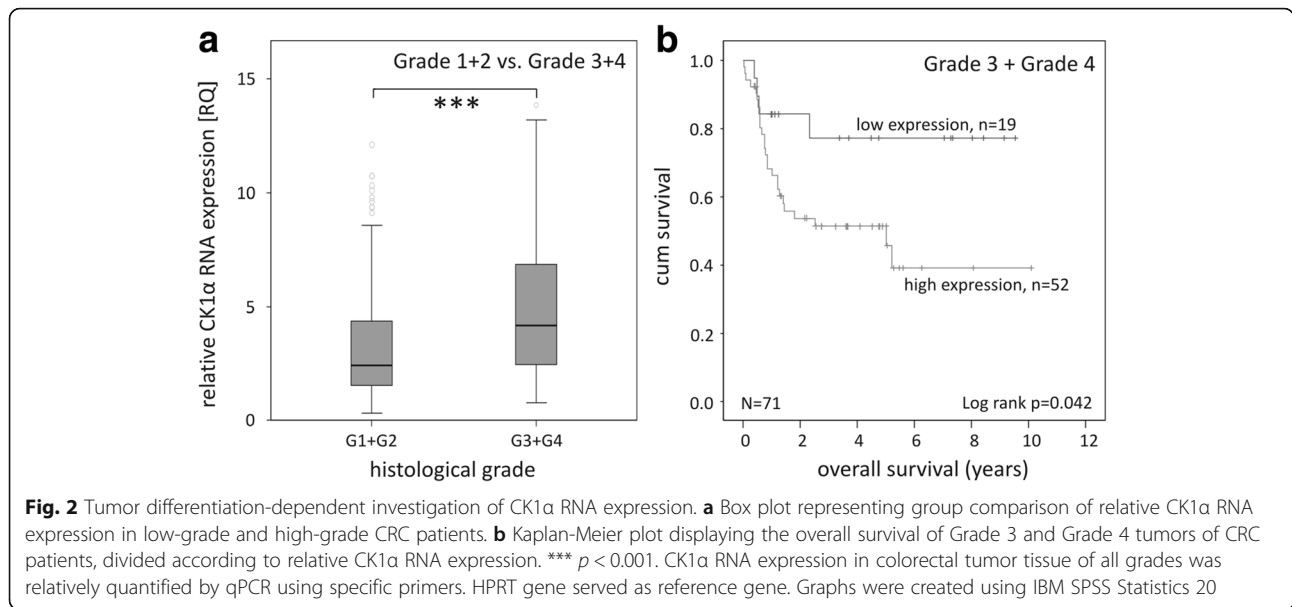 a
Grade 1+2 vs. Grade 3+4
***
relative CK1α RNA expression [RQ]
15
10
5
0
G1+G2
G3+G4
histological grade
b
Grade 3 + Grade 4
cum survival
1.0
0.8
0.6
0.4
0.2
0.0
low expression, n=19
high expression, n=52
N=71
Log rank p=0.042
0 2 4 6 8 10 12
overall survival (years)
Fig. 2 Tumor differentiation-dependent investigation of CK1α RNA expression. a Box plot representing group comparison of relative CK1α RNA
expression in low-grade and high-grade CRC patients. b Kaplan-Meier plot displaying the overall survival of Grade 3 and Grade 4 tumors of CRC
patients, divided according to relative CK1α RNA expression. *** p < 0.001. CK1α RNA expression in colorectal tumor tissue of all grades was
relatively quantified by qPCR using specific primers. HPRT gene served as reference gene. Graphs were created using IBM SPSS Statistics 20